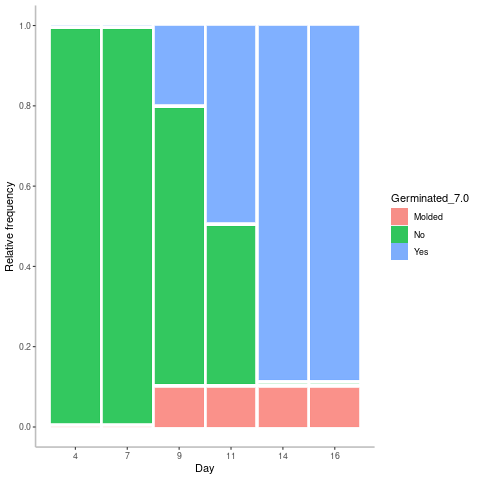 1.0
0.8
0.6
0.4
0.2
0.0
Relative frequency
4 7 9 11 14 16
Day
Germinated_7.0
Molded
No
Yes